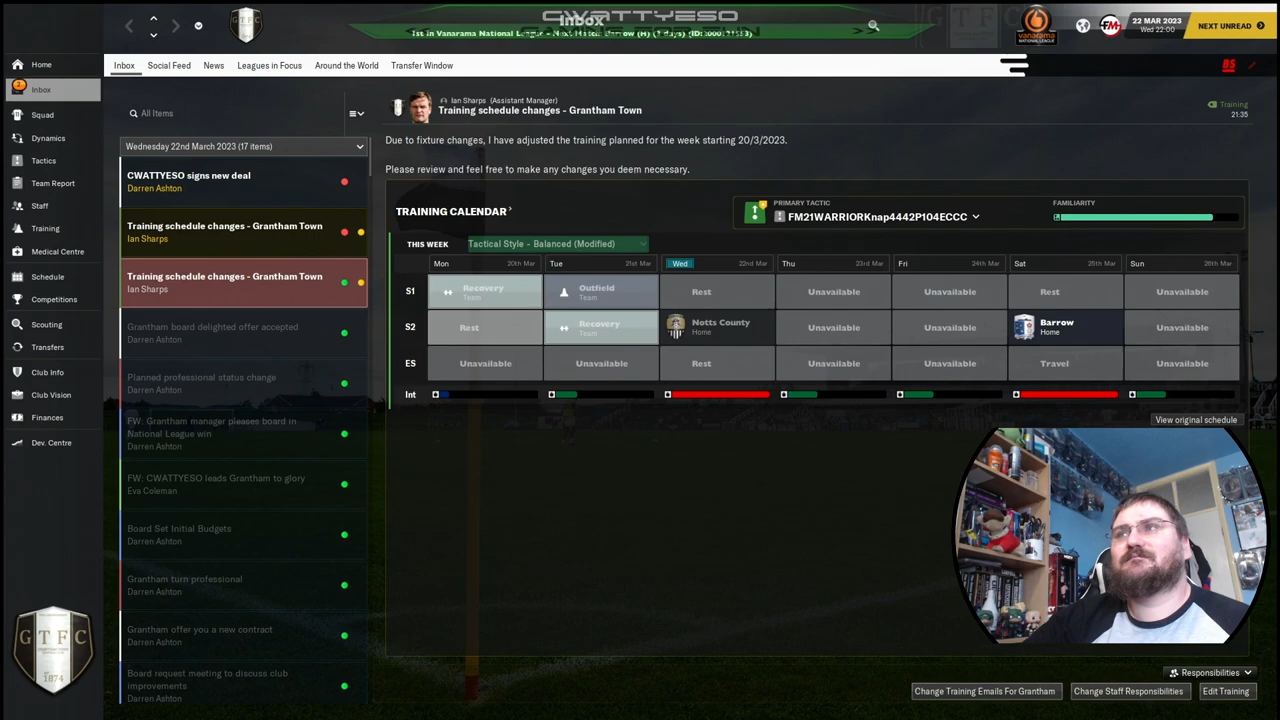 CWATTYESO
Inbox
1st in Vanarama National League - Next Match: Barrow (H) (3 days)
GTFC
vanarama
NATIONAL LEAGUE
FM
22 MAR 2023
Wed 22:00
NEXT UNREAD >
Home
Inbox
Squad
Dynamics
Tactics
Team Report
Staff
Training
Medical Centre
Schedule
Competitions
Scouting
Transfers
Club Info
Club Vision
Finances
Dev. Centre
G T F C
1874
Inbox
Social Feed
News
Leagues in Focus
Around the World
Transfer Window
BS
All Items
Wednesday 22nd March 2023 (17 items)
CWATTYESO signs new deal
Darren Ashton
Training schedule changes - Grantham Town
Ian Sharps
Training schedule changes - Grantham Town
Ian Sharps
Grantham board delighted offer accepted
Darren Ashton
Planned professional status change
Darren Ashton
FW: Grantham manager pleases board in
National League win
Darren Ashton
FW: CWATTYESO leads Grantham to glory
Eva Coleman
Board Set Initial Budgets
Darren Ashton
Grantham turn professional
Darren Ashton
Grantham offer you a new contract
Darren Ashton
Board request meeting to discuss club
improvements
Darren Ashton
Ian Sharps (Assistant Manager)
Training schedule changes - Grantham Town
Training
21:35
Due to fixture changes, I have adjusted the training planned for the week starting 20/3/2023.
Please review and feel free to make any changes you deem necessary.
TRAINING CALENDAR
PRIMARY TACTIC
FM21WARRIORKnap4442P104ECCC
FAMILIARITY
THIS WEEK
Tactical Style - Balanced (Modified)
Mon 20th Mar Tue 21st Mar Wed 22nd Mar Thu 23rd Mar Fri 24th Mar Sat 25th Mar Sun 26th Mar
S1 Recovery Team Outfield Team Rest Unavailable Unavailable Rest Unavailable
S2 Rest Recovery Team Notts County Home Unavailable Unavailable Barrow Home Unavailable
ES Unavailable Unavailable Rest Unavailable Unavailable Travel Unavailable
Int
View original schedule
Responsibilities
Change Training Emails For Grantham
Change Staff Responsibilities
Edit Training